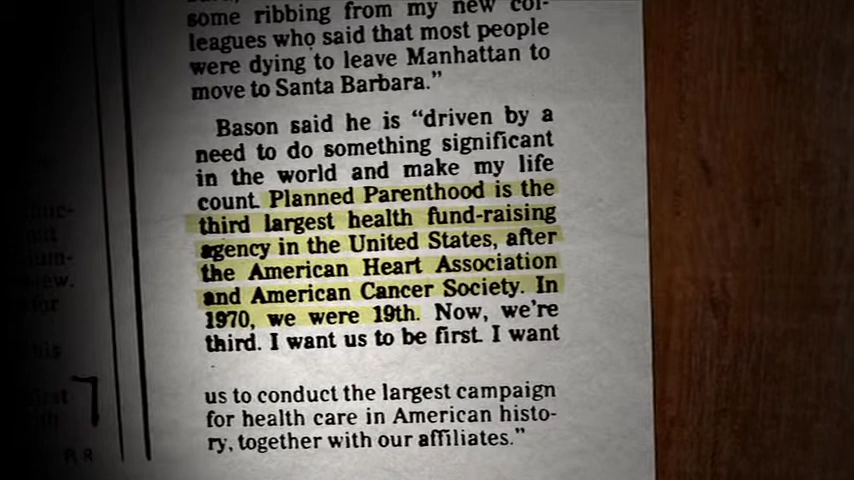 some ribbing from my new col-
leagues who said that most people
were dying to leave Manhattan to
move to Santa Barbara."
Bason said he is "driven by a
need to do something significant
in the world and make my life
count. Planned Parenthood is the
third largest health fund-raising
agency in the United States, after
the American Heart Association
and American Cancer Society. In
1970, we were 19th. Now, we're
third. I want us to be first. I want
us to conduct the largest campaign
for health care in American histo-
ry, together with our affiliates."